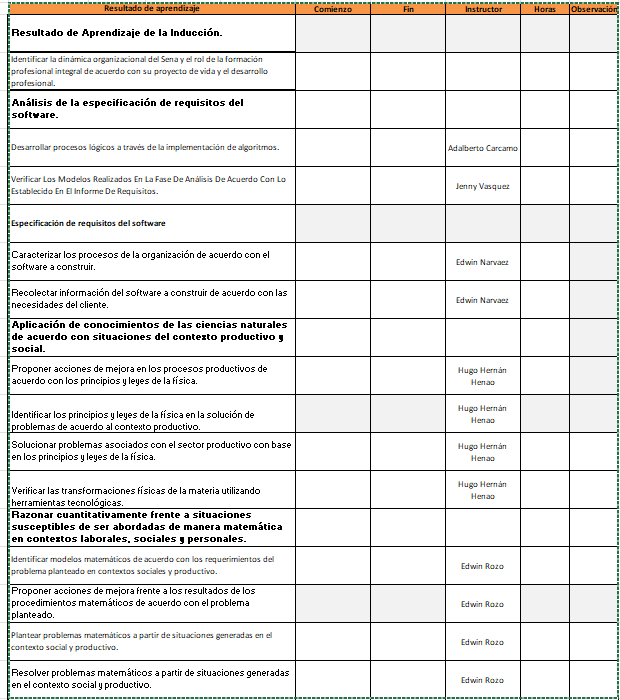 Resultado de aprendizaje Comienzo Fin Instructor Horas Observación
Resultado de Aprendizaje de la Inducción.
Identificar la dinámica organizacional del Sena y el rol de la formación
profesional integral de acuerdo con su proyecto de vida y el desarrollo
profesional.
Análisis de la especificación de requisitos del
software.
Desarrollar procesos lógicos a través de la implementación de algoritmos. Adalberto Carcamo
Verificar Los Modelos Realizados En La Fase De Análisis De Acuerdo Con Lo
Establecido En El Informe De Requisitos.
Jenny Vasquez
Especificación de requisitos del software
Caracterizar los procesos de la organización de acuerdo con el
software a construir.
Edwin Narvaez
Recolectar información del software a construir de acuerdo con las
necesidades del cliente.
Edwin Narvaez
Aplicación de conocimientos de las ciencias naturales
de acuerdo con situaciones del contexto productivo y
social.
Proponer acciones de mejora en los procesos productivos de
acuerdo con los principios y leyes de la física.
Hugo Hernán
Henao
Identificar los principios y leyes de la física en la solución de
problemas de acuerdo al contexto productivo.
Hugo Hernán
Henao
Solucionar problemas asociados con el sector productivo con base
en los principios y leyes de la física.
Hugo Hernán
Henao
Verificar las transformaciones físicas de la materia utilizando
herramientas tecnológicas.
Hugo Hernán
Henao
Razonar cuantitativamente frente a situaciones
susceptibles de ser abordadas de manera matemática
en contextos laborales, sociales y personales.
Identificar modelos matemáticos de acuerdo con los requerimientos del
problema planteado en contextos sociales y productivo.
Edwin Rozo
Proponer acciones de mejora frente a los resultados de los
procedimientos matemáticos de acuerdo con el problema
planteado.
Edwin Rozo
Plantear problemas matemáticos a partir de situaciones generadas en el
contexto social y productivo.
Edwin Rozo
Resolver problemas matemáticos a partir de situaciones generadas
en el contexto social y productivo.
Edwin Rozo